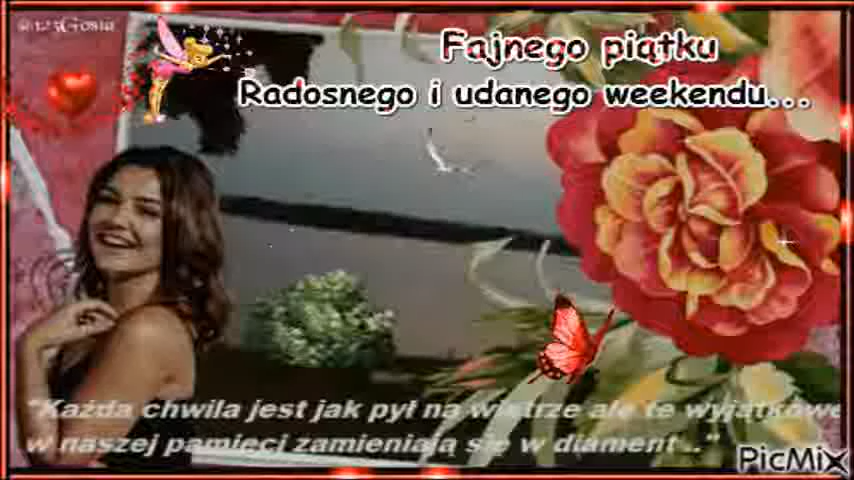 Fajnego piątku
Radosnego i udanego weekendu...
"Każda chwila jest jak pył na wietrze ale te wyjątkowe
w naszej pamięci zamieniają się w diament .."
PicMix